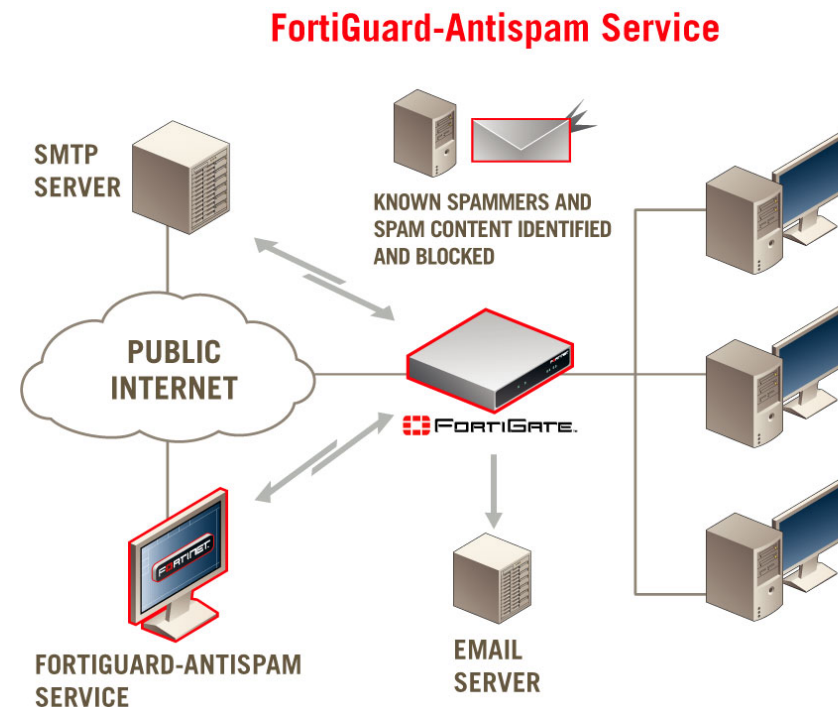 FortiGuard-Antispam Service
SMTP
SERVER
KNOWN SPAMMERS AND
SPAM CONTENT IDENTIFIED
AND BLOCKED
PUBLIC
INTERNET
FORTINET
FORTIGATE
FORTINET
EMAIL
SERVER
FORTIGUARD-ANTISPAM
SERVICE